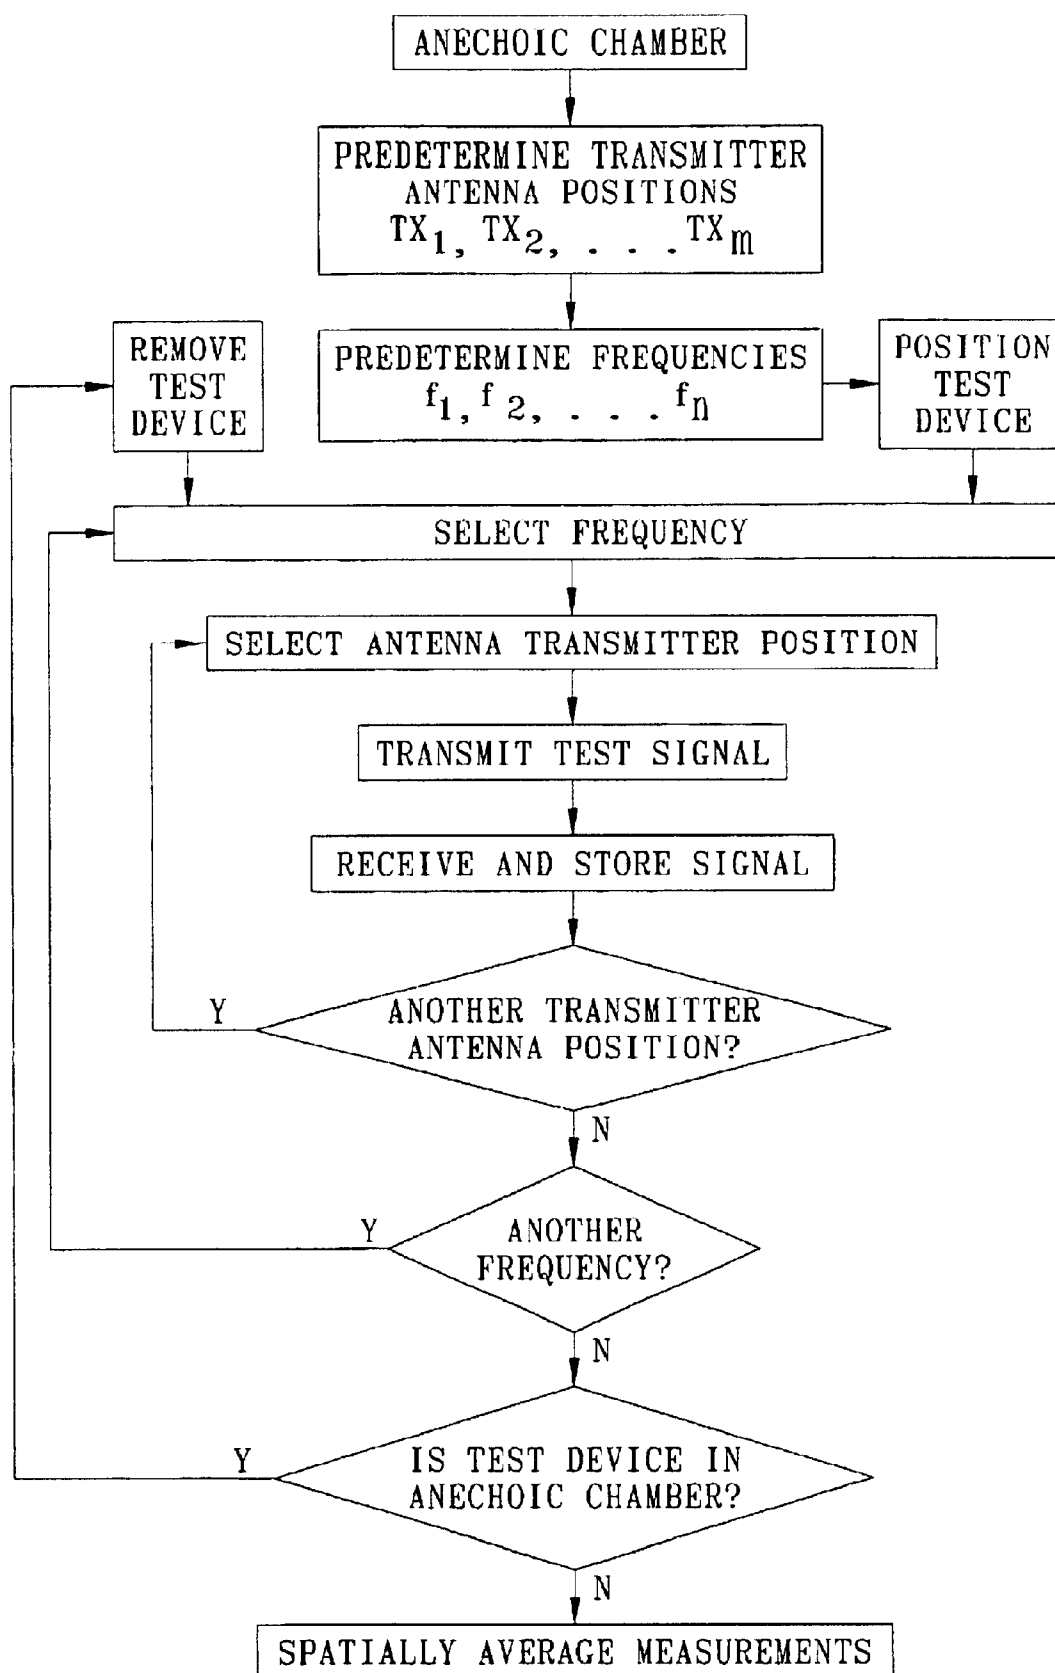 ANECHOIC CHAMBER
PREDETERMINE TRANSMITTER
ANTENNA POSITIONS
TX1, TX2, . . . TXm
REMOVE
TEST
DEVICE
PREDETERMINE FREQUENCIES
f1, f2, . . . fn
POSITION
TEST
DEVICE
SELECT FREQUENCY
SELECT ANTENNA TRANSMITTER POSITION
TRANSMIT TEST SIGNAL
RECEIVE AND STORE SIGNAL
Y
ANOTHER TRANSMITTER
ANTENNA POSITION?
N
Y
ANOTHER
FREQUENCY?
N
Y
IS TEST DEVICE IN
ANECHOIC CHAMBER?
N
SPATIALLY AVERAGE MEASUREMENTS